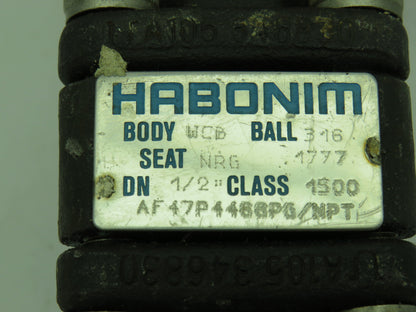 HABONIM
BODY WCB BALL 316
SEAT NRG 1777
DN 1/2" CLASS 1500
AF47P4466PG/NPT